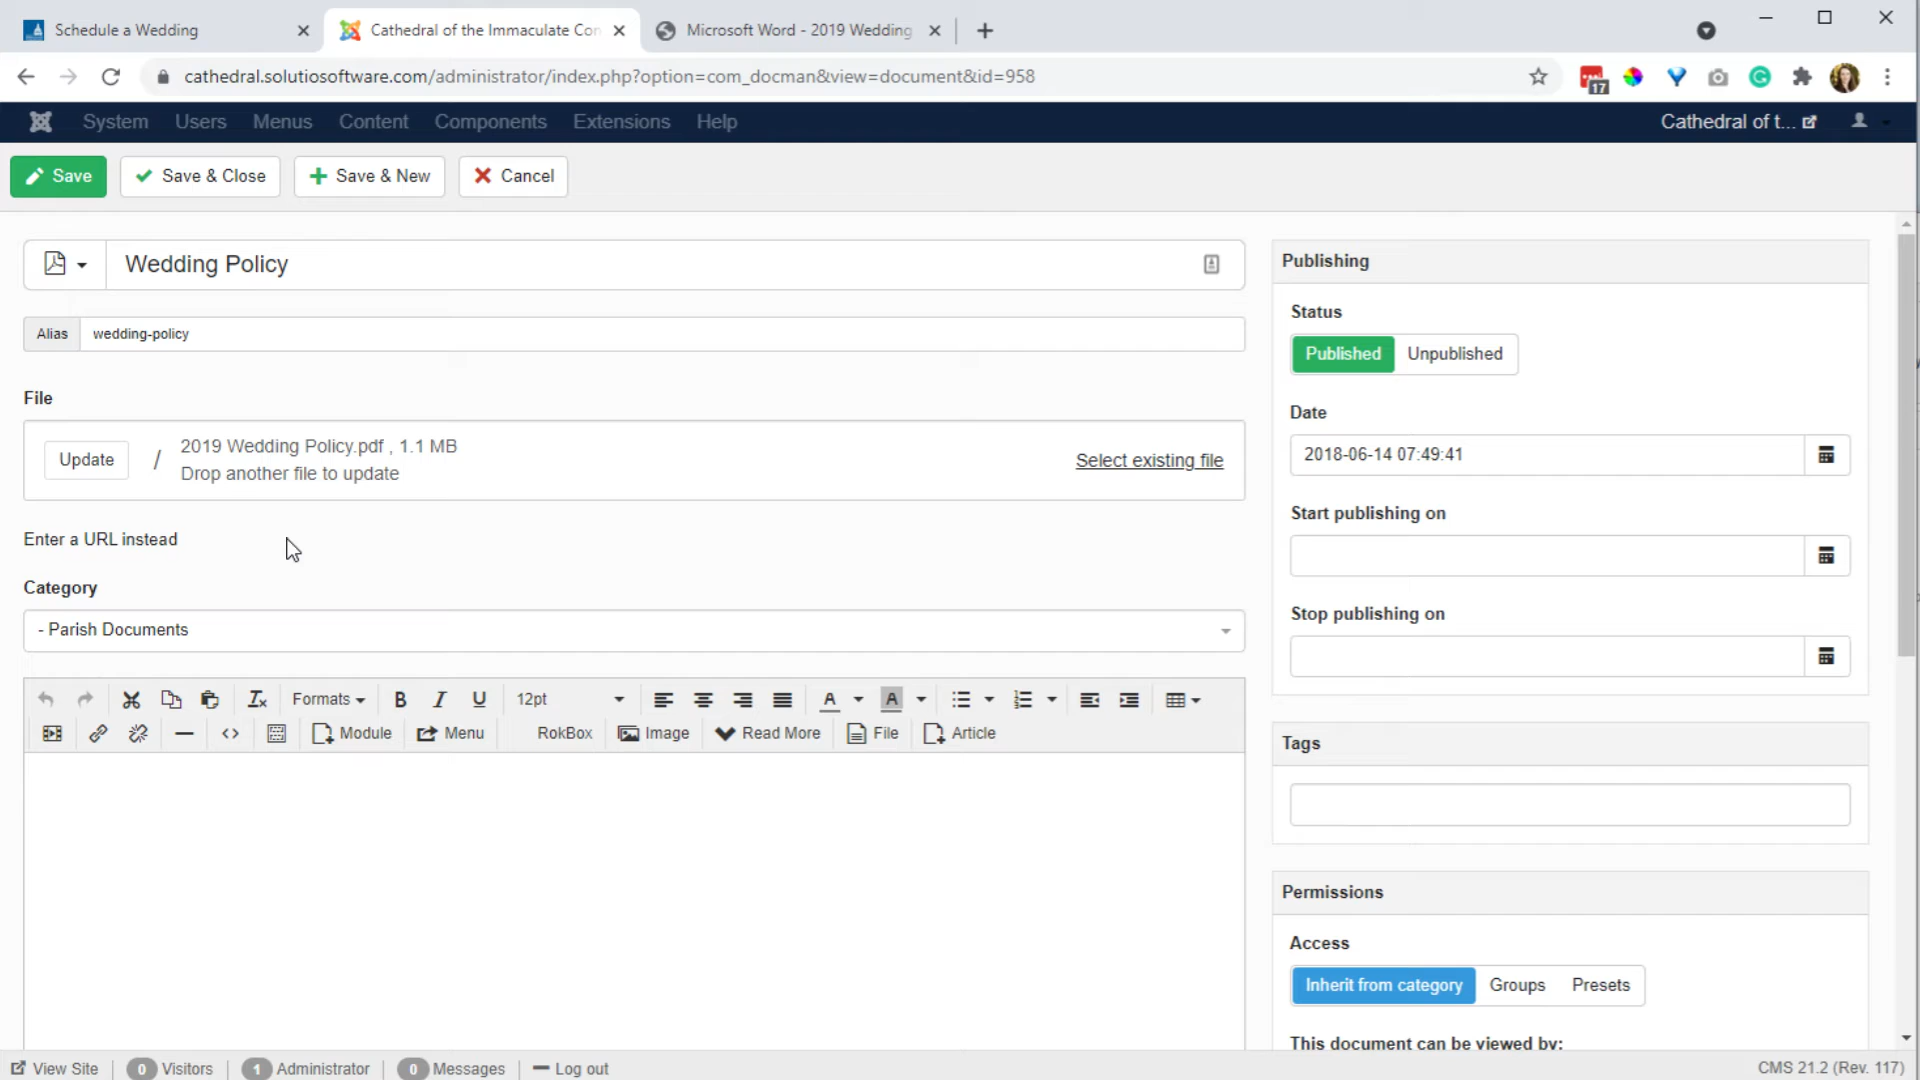 Schedule a Wedding
Cathedral of the Immaculate Con
Microsoft Word - 2019 Wedding
cathedral.solutiosoftware.com/administrator/index.php?option=com_docman&view=document&id=958
17
System Users Menus Content Components Extensions Help
Cathedral of t...
Save
Save & Close
Save & New
Cancel
Wedding Policy
Alias wedding-policy
File
Update / 2019 Wedding Policy.pdf , 1.1 MB
Drop another file to update
Select existing file
Enter a URL instead
Category
- Parish Documents
Formats B I U 12pt A A
Module Menu RokBox Image Read More File Article
Publishing
Status
Published Unpublished
Date
2018-06-14 07:49:41
Start publishing on
Stop publishing on
Tags
Permissions
Access
Inherit from category Groups Presets
This document can be viewed by:
View Site 0 Visitors 1 Administrator 0 Messages Log out
CMS 21.2 (Rev. 117)